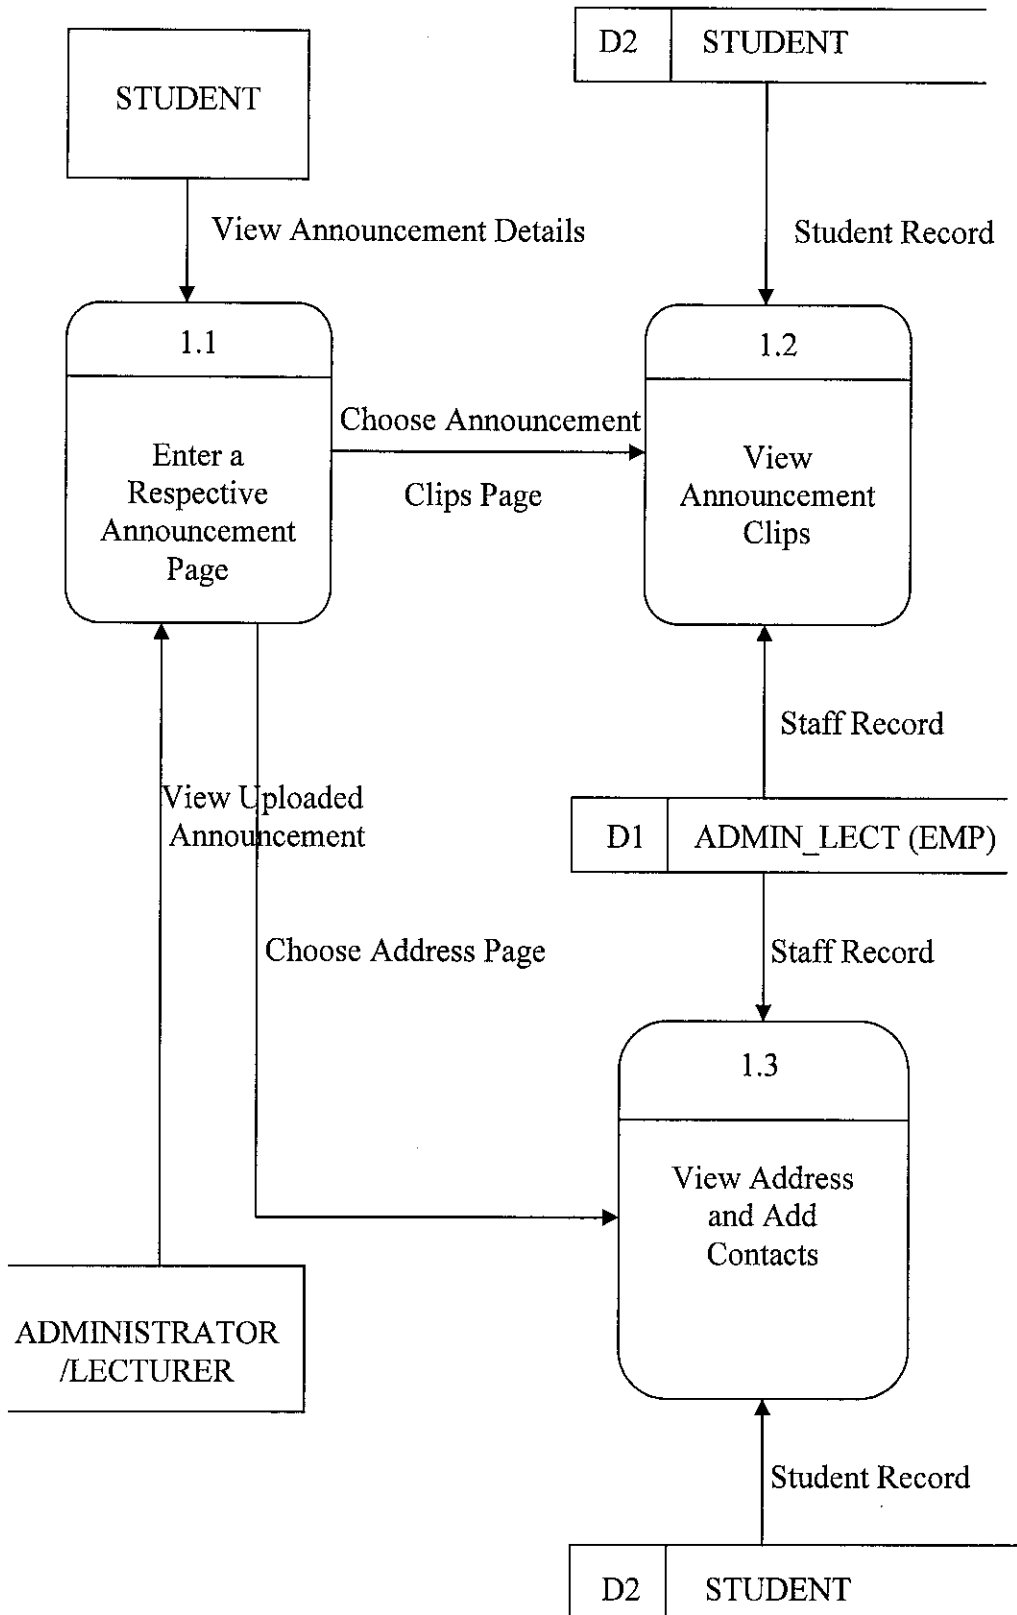 STUDENT
D2 STUDENT
View Announcement Details
Student Record
1.1
Enter a
Respective
Announcement
Page
Choose Announcement
Clips Page
1.2
View
Announcement
Clips
Staff Record
View Uploaded
Announcement
D1 ADMIN_LECT (EMP)
Choose Address Page
Staff Record
1.3
View Address
and Add
Contacts
ADMINISTRATOR
/LECTURER
Student Record
D2 STUDENT